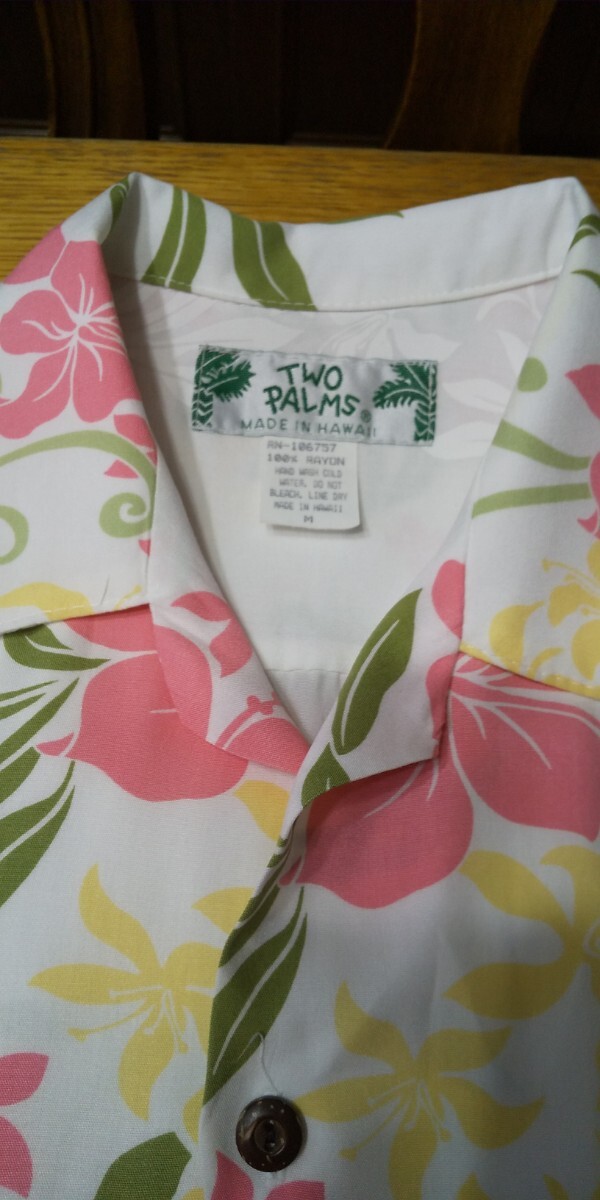 TWO
PALMS®
MADE IN HAWAII
RN-106757
100% RAYON
HAND WASH COLD
WATER. DO NOT
BLEACH. LINE DRY
MADE IN HAWAII
M